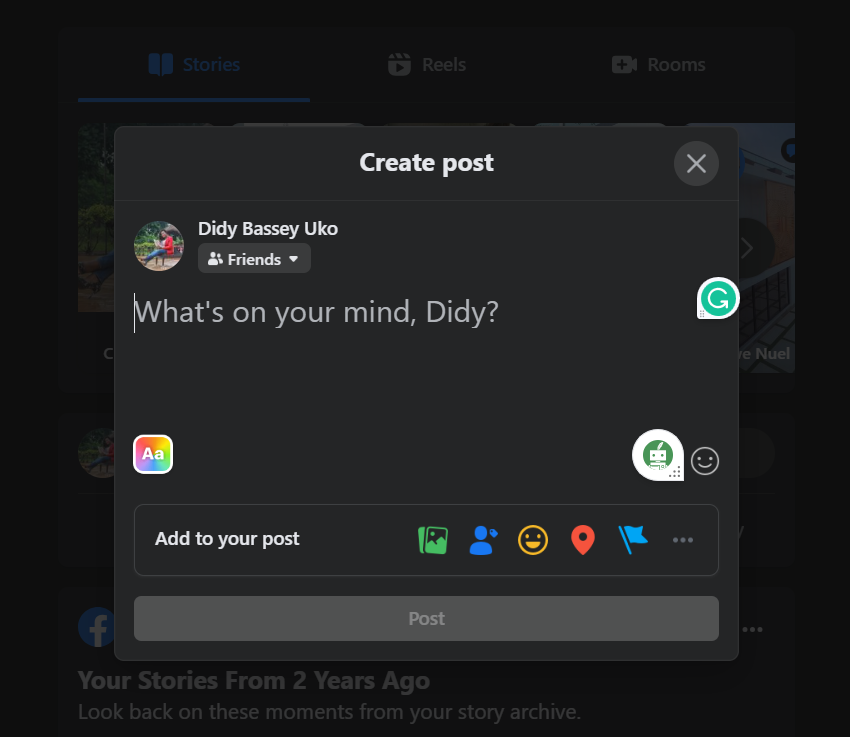 Stories Reels Rooms
Create post
Didy Bassey Uko
Friends
What's on your mind, Didy?
Nuel
Aa
Add to your post
Post
Your Stories From 2 Years Ago
Look back on these moments from your story archive.